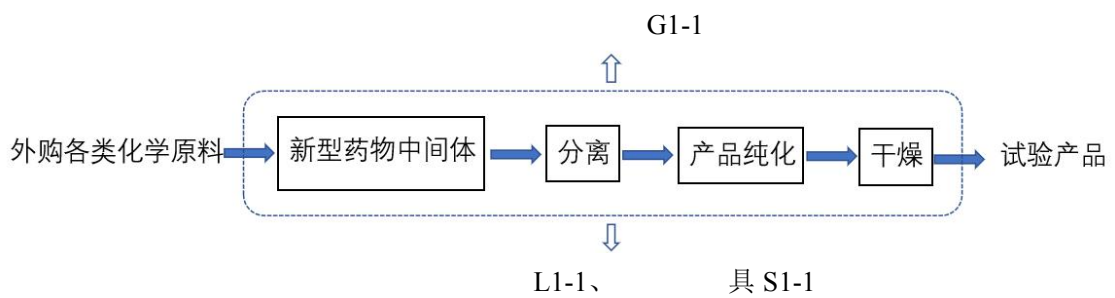 G1-1
外购各类化学原料 新型药物中间体 分离 产品纯化 干燥 试验产品
L1-1、 具 S1-1